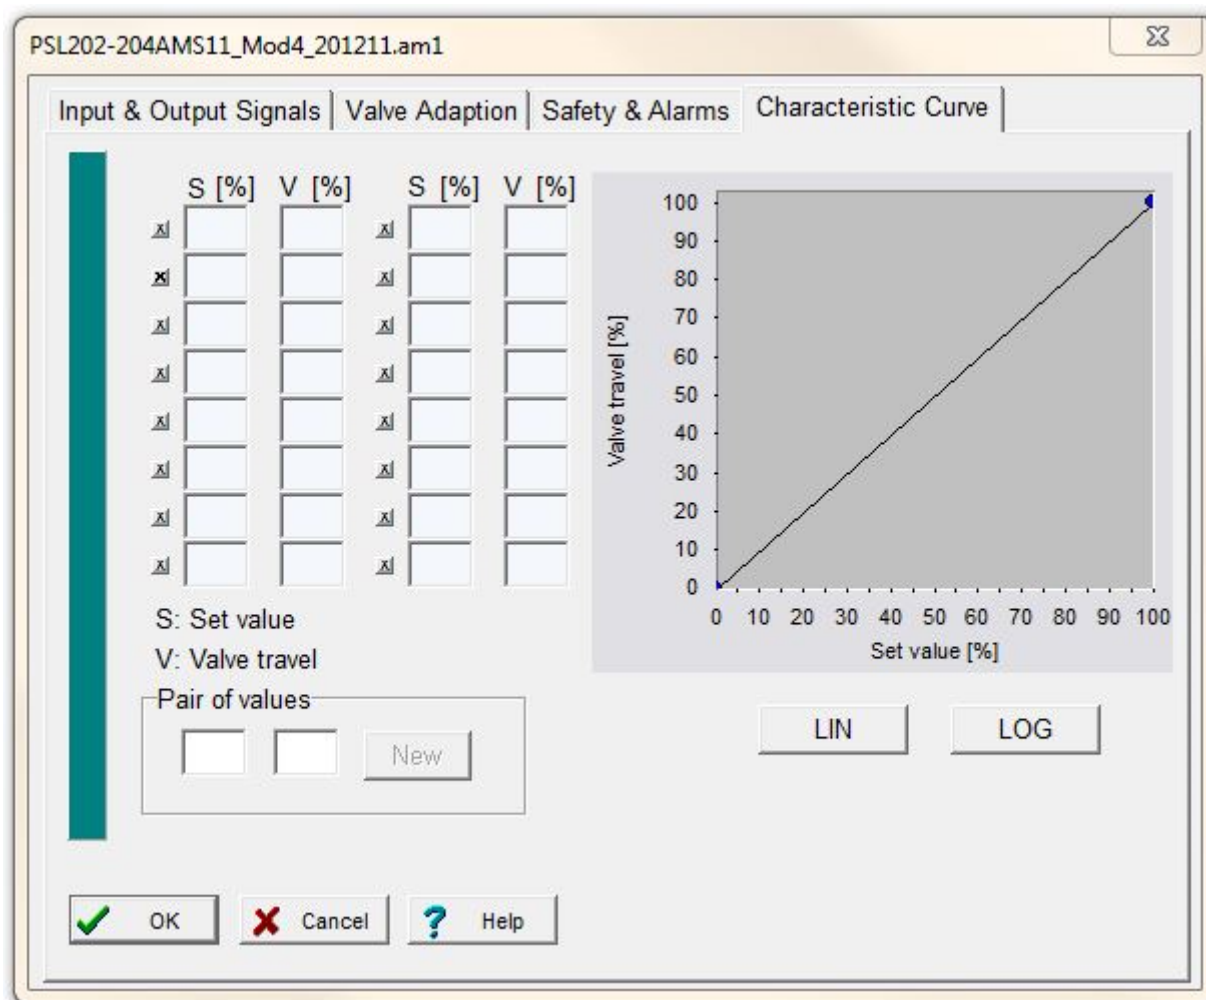 PSL202-204AMS11_Mod4_201211.am1
Input & Output Signals Valve Adaption Safety & Alarms Characteristic Curve
S [%] V [%] S [%] V [%]
x x
x x
x x
x x
x x
x x
x x
x x
S: Set value
V: Valve travel
Pair of values
New
Valve travel [%]
100
90
80
70
60
50
40
30
20
10
0
0 10 20 30 40 50 60 70 80 90 100
Set value [%]
LIN LOG
OK Cancel ? Help